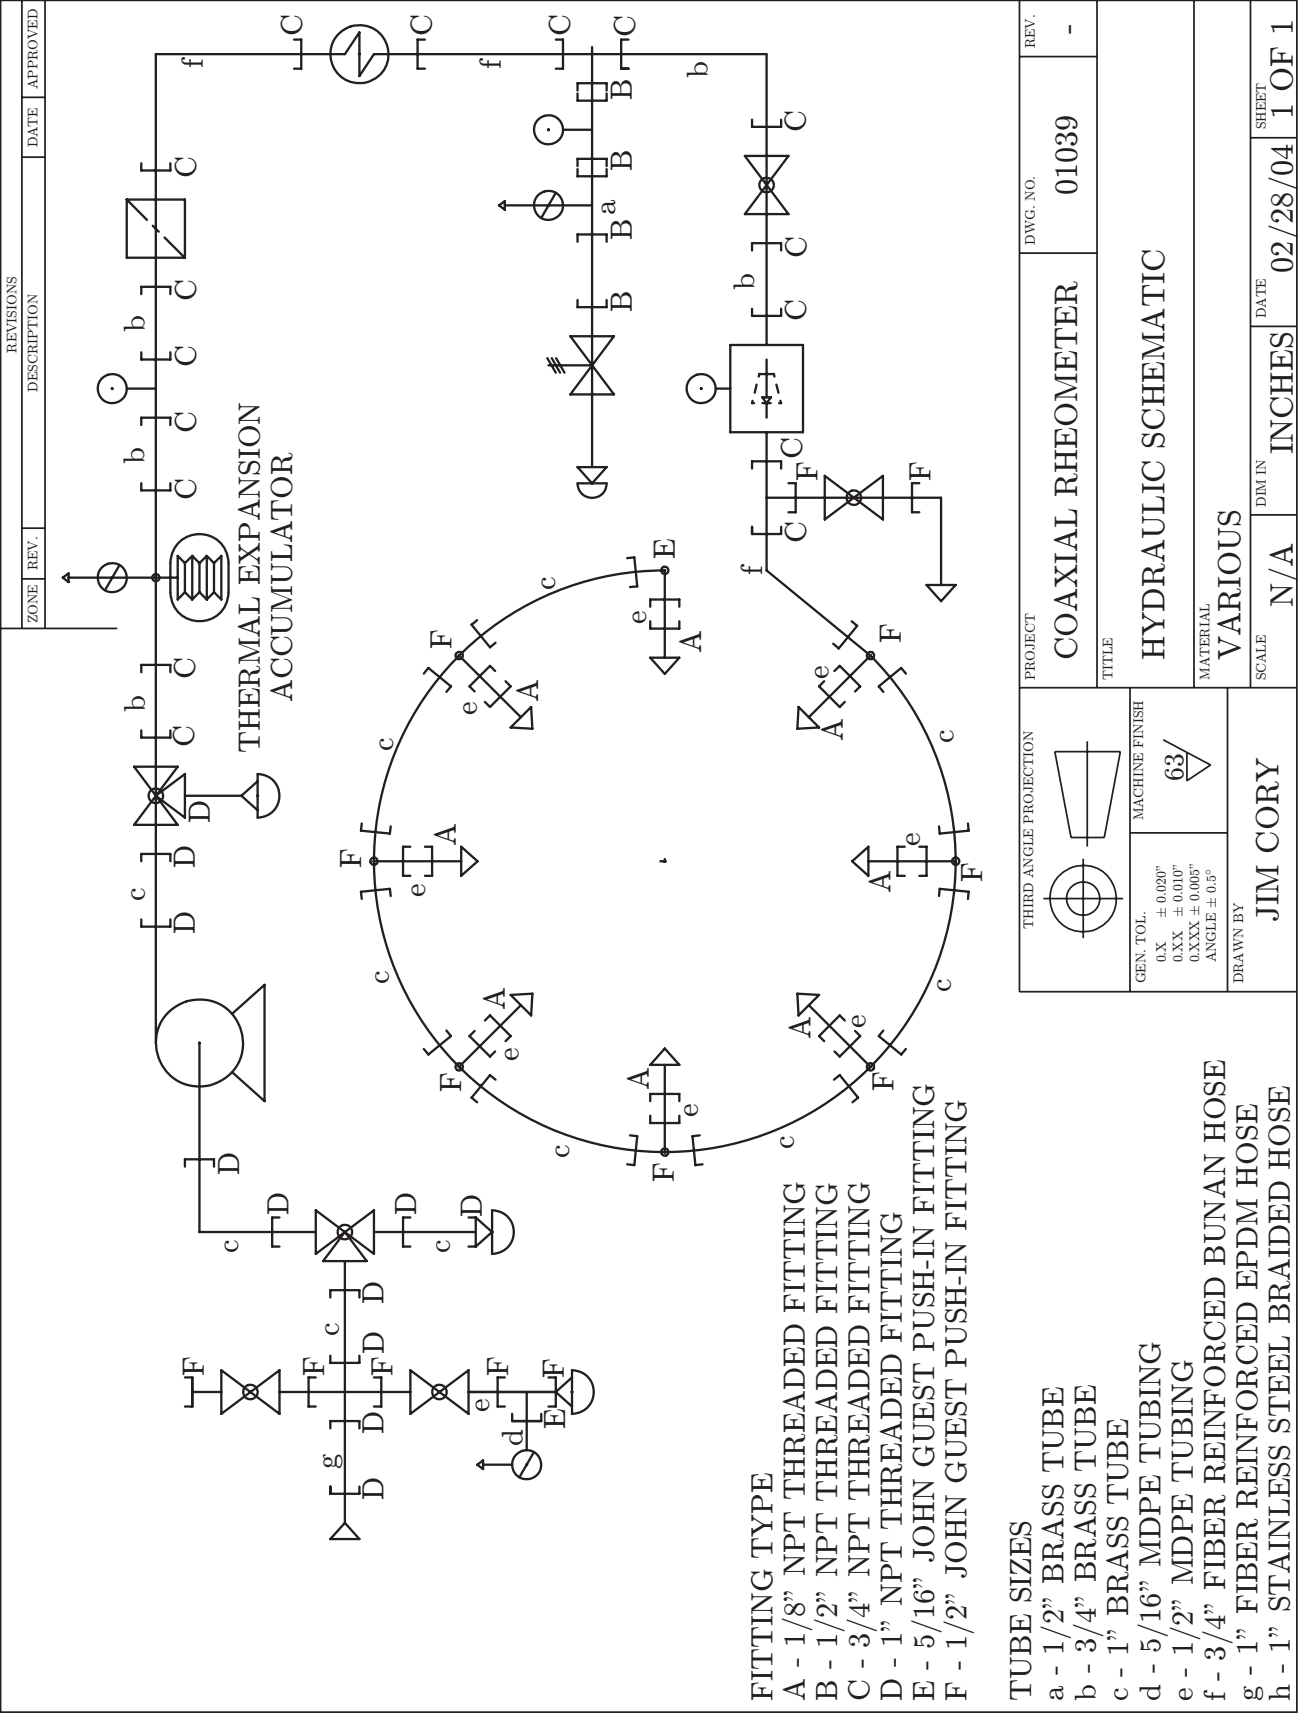 REVISIONS
ZONE REV. DESCRIPTION DATE APPROVED
THERMAL EXPANSION
ACCUMULATOR
g
D
D
D
D
c
F
F
F
F
F
e
d
E
c
D
D
c
D
D
D
c
D
D
b
C
C
C
b
C
C
b
C
C
f
C
C
f
C
C
b
B
B
a
B
B
C
C
b
C
C
F
F
C
f
F
e
A
c
F
e
A
c
F
e
A
c
F
e
A
c
F
e
A
c
F
e
A
c
F
e
A
c
E
e
A
FITTING TYPE
A - 1/8” NPT THREADED FITTING
B - 1/2” NPT THREADED FITTING
C - 3/4” NPT THREADED FITTING
D - 1” NPT THREADED FITTING
E - 5/16” JOHN GUEST PUSH-IN FITTING
F - 1/2” JOHN GUEST PUSH-IN FITTING
TUBE SIZES
a - 1/2” BRASS TUBE
b - 3/4” BRASS TUBE
c - 1” BRASS TUBE
d - 5/16” MDPE TUBING
e - 1/2” MDPE TUBING
f - 3/4” FIBER REINFORCED BUNAN HOSE
g - 1” FIBER REINFORCED EPDM HOSE
h - 1” STAINLESS STEEL BRAIDED HOSE
THIRD ANGLE PROJECTION
GEN. TOL.
0.X ± 0.020”
0.XX ± 0.010”
0.XXX ± 0.005”
ANGLE ± 0.5°
MACHINE FINISH
63
DRAWN BY
JIM CORY
PROJECT
COAXIAL RHEOMETER
DWG. NO.
01039
REV.
-
TITLE
HYDRAULIC SCHEMATIC
MATERIAL
VARIOUS
SCALE
N/A
DIM IN
INCHES
DATE
02/28/04
SHEET
1 OF 1